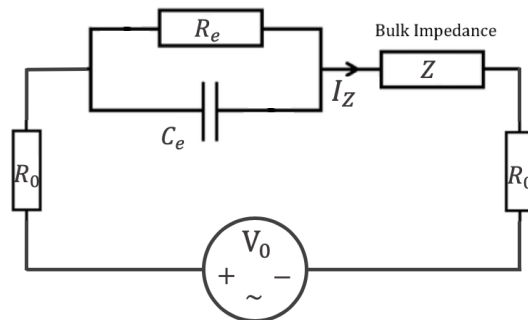 R_e
Bulk Impedance
Z
I_Z
C_e
R_0
R_0
V_0
+ −
~